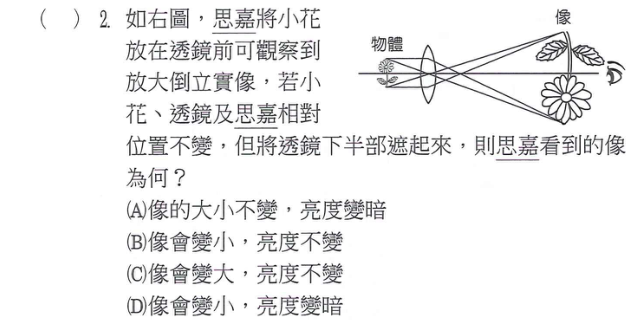 (　) 2. 如右圖，思嘉將小花
放在透鏡前可觀察到
放大倒立實像，若小
花、透鏡及思嘉相對
位置不變，但將透鏡下半部遮起來，則思嘉看到的像
為何？
(A)像的大小不變，亮度變暗
(B)像會變小，亮度不變
(C)像會變大，亮度不變
(D)像會變小，亮度變暗
物體
像